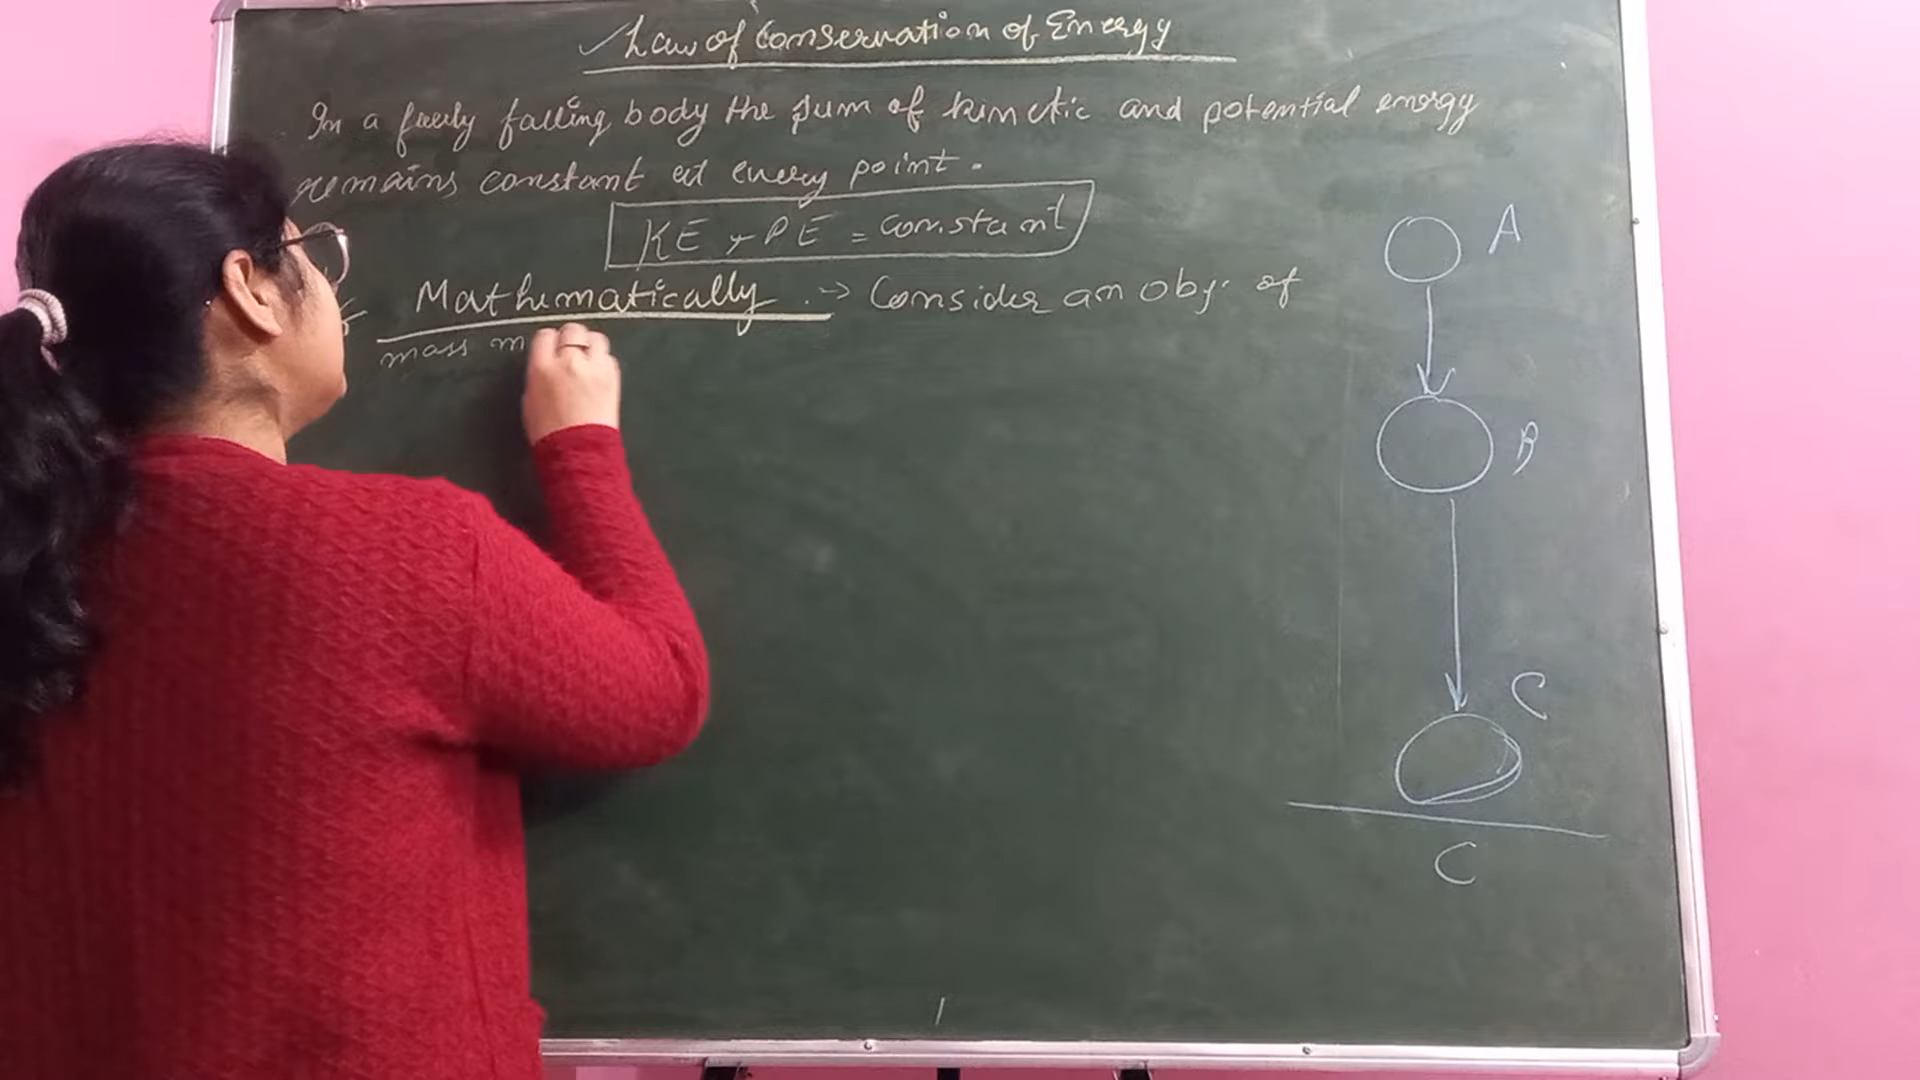 Law of Conservation of Energy
In a freely falling body the sum of kinetic and potential energy
remains constant at every point.
KE + PE = constant
Mathematically :-> Consider an obj. of
mass m
A
B
C
C